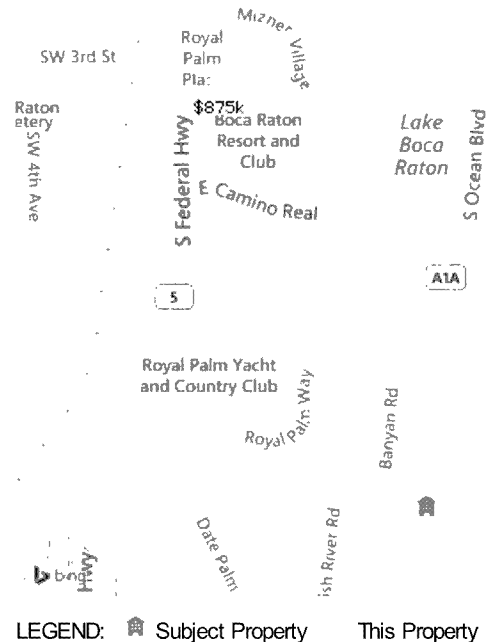 Mizner Village
Royal
Palm
Plac
SW 3rd St
$875k
Raton
etery
SW 4th Ave
S Federal Hwy
Boca Raton
Resort and
Club
E Camino Real
Lake
Boca
Raton
S Ocean Blvd
A1A
5
Royal Palm Yacht
and Country Club
Royal Palm Way
Banyan Rd
Date Palm
ish River Rd
Hwy
LEGEND: Subject Property This Property